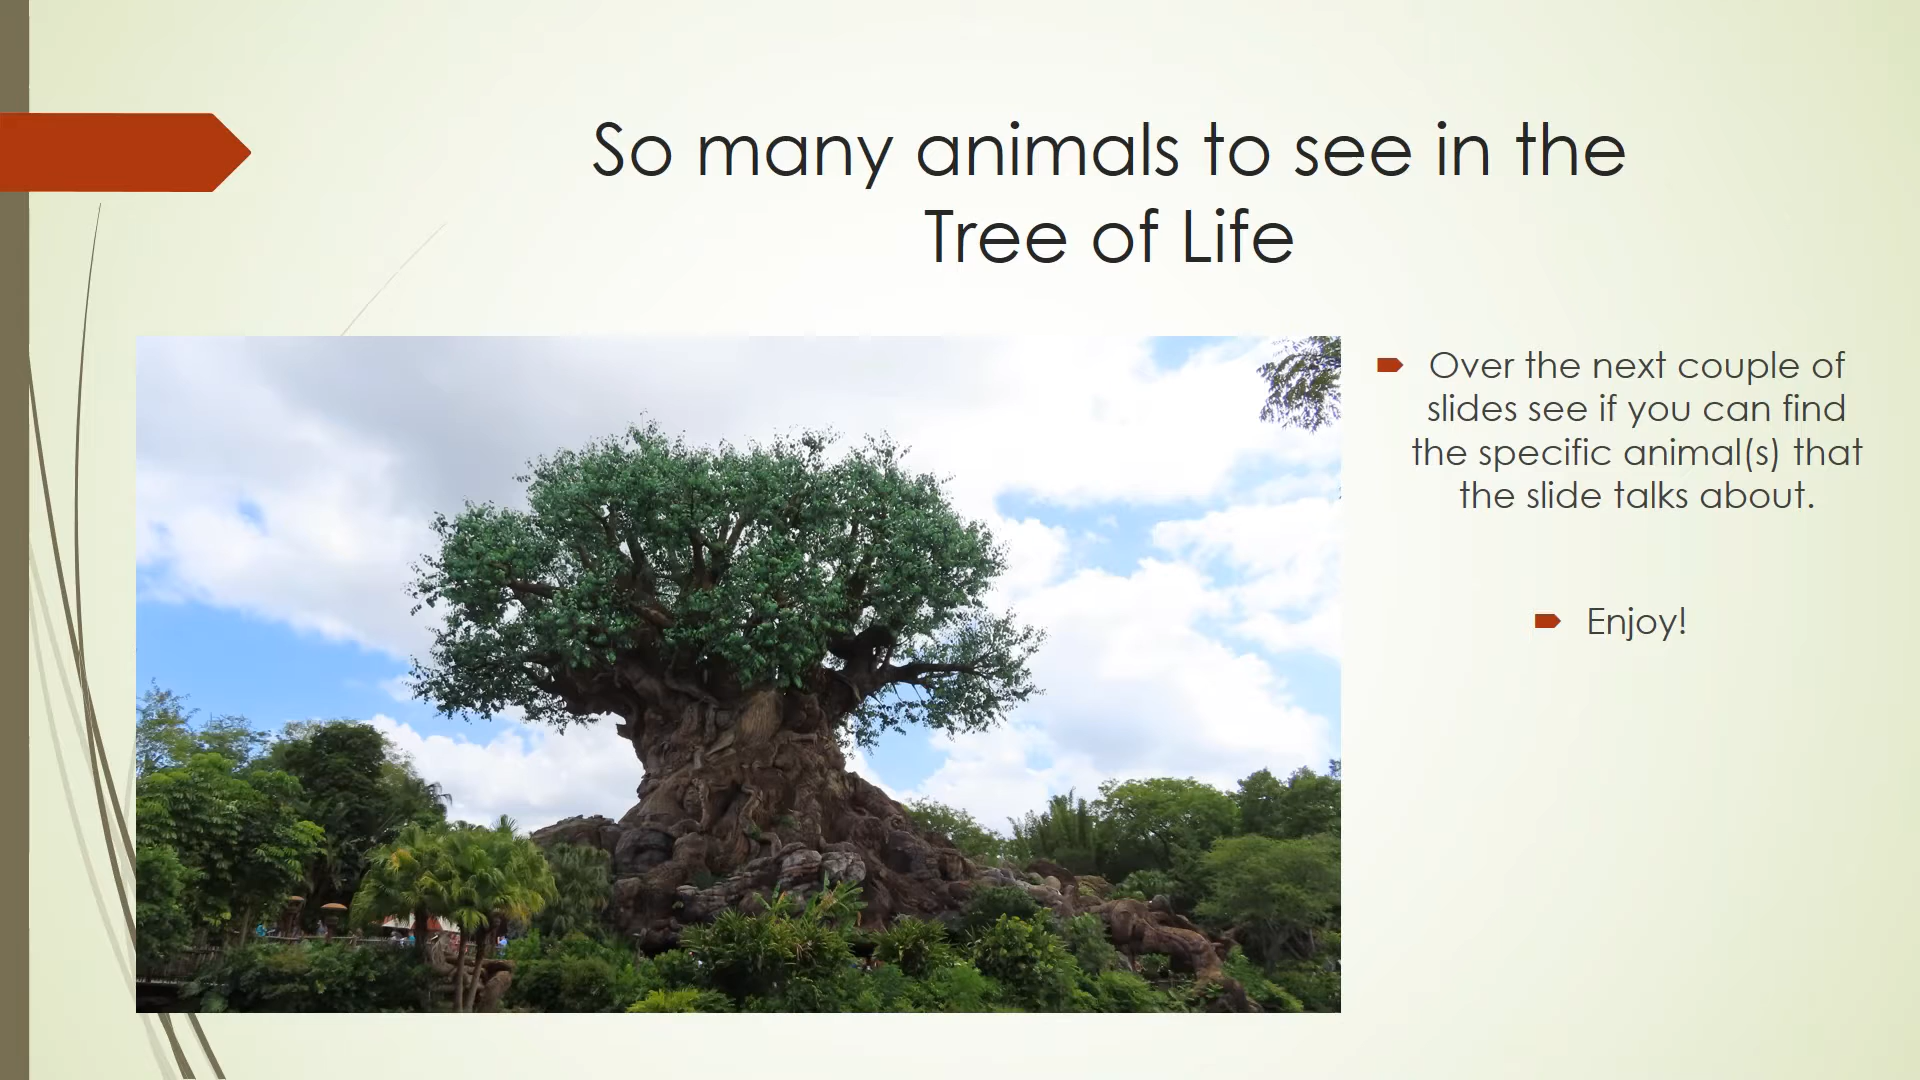 So many animals to see in the
Tree of Life
Over the next couple of
slides see if you can find
the specific animal(s) that
the slide talks about.
Enjoy!